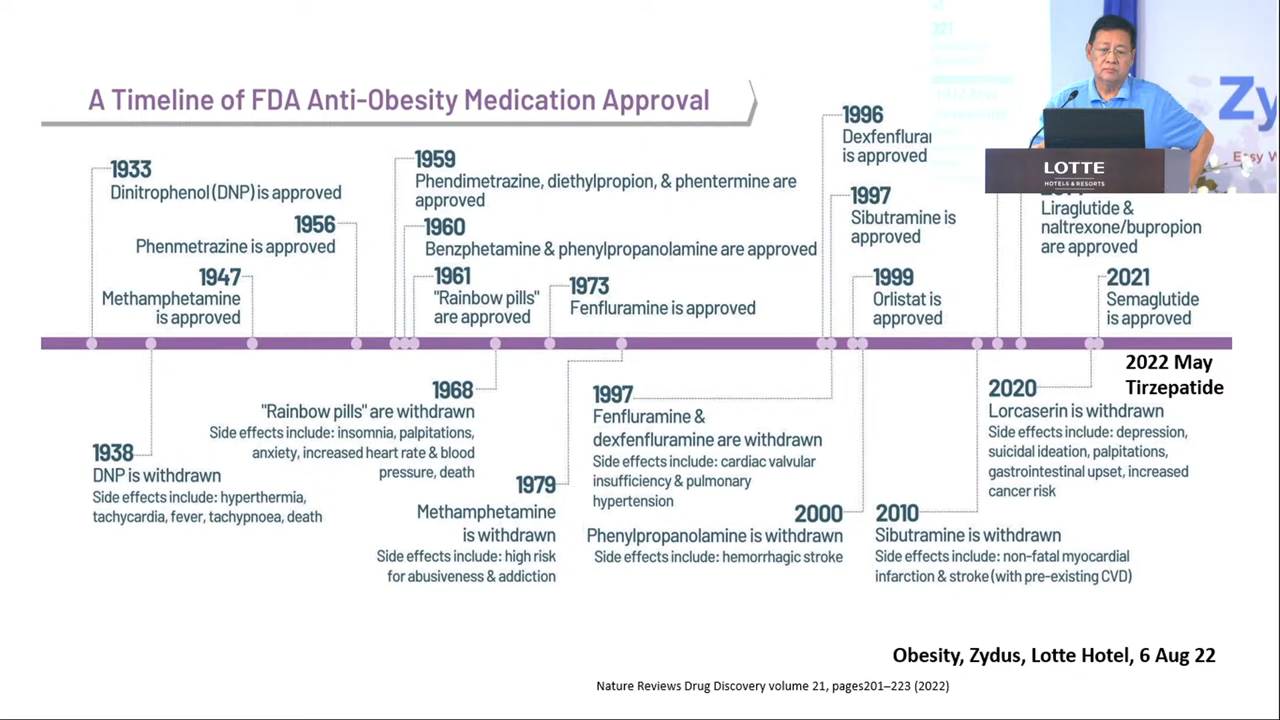 A Timeline of FDA Anti-Obesity Medication Approval
1933
Dinitrophenol (DNP) is approved
1956
Phenmetrazine is approved
1947
Methamphetamine
is approved
1959
Phendimetrazine, diethylpropion, & phentermine are
approved
1960
Benzphetamine & phenylpropanolamine are approved
1961
"Rainbow pills"
are approved
1973
Fenfluramine is approved
1996
is approved
1997
Sibutramine is
approved
1999
Orlistat is
approved
Liraglutide &
naltrexone/bupropion
are approved
2021
Semaglutide
is approved
LOTTE
HOTELS & RESORTS
Zy
2022 May
Tirzepatide
1938
DNP is withdrawn
Side effects include: hyperthermia,
tachycardia, fever, tachypnoea, death
1968
"Rainbow pills" are withdrawn
Side effects include: insomnia, palpitations,
anxiety, increased heart rate & blood
pressure, death
1979
Methamphetamine
is withdrawn
Side effects include: high risk
for abusiveness & addiction
1997
Fenfluramine &
dexfenfluramine are withdrawn
Side effects include: cardiac valvular
insufficiency & pulmonary
hypertension
2000
Phenylpropanolamine is withdrawn
Side effects include: hemorrhagic stroke
2010
Sibutramine is withdrawn
Side effects include: non-fatal myocardial
infarction & stroke (with pre-existing CVD)
2020
Lorcaserin is withdrawn
Side effects include: depression,
suicidal ideation, palpitations,
gastrointestinal upset, increased
cancer risk
Obesity, Zydus, Lotte Hotel, 6 Aug 22
Nature Reviews Drug Discovery volume 21, pages201–223 (2022)